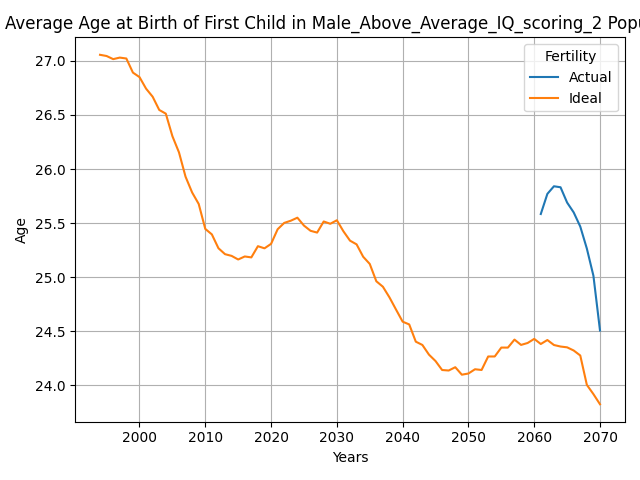 Average Age at Birth of First Child in Male_Above_Average_IQ_scoring_2
Fertility
Actual
Ideal
27.0
26.5
26.0
25.5
25.0
24.5
24.0
Age
2000 2010 2020 2030 2040 2050 2060 2070
Years